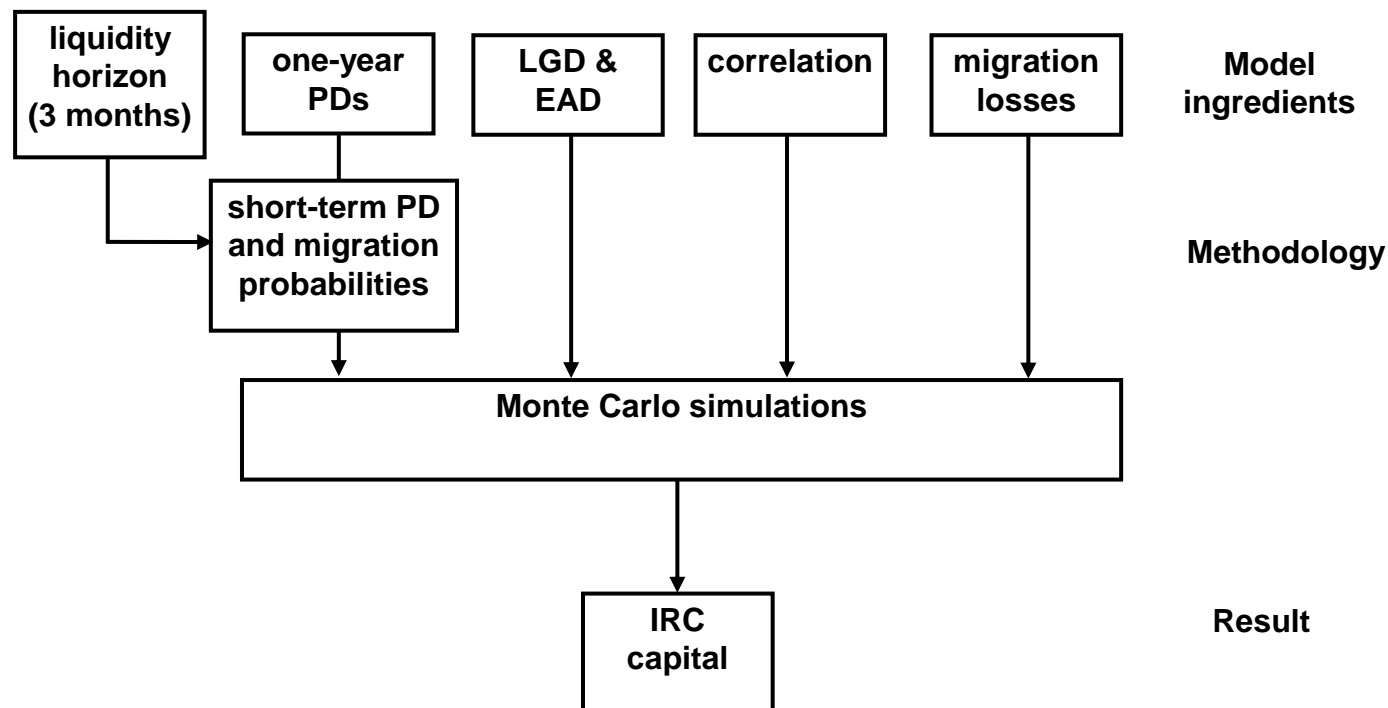 liquidity
horizon
(3 months)
one-year
PDs
LGD &
EAD
correlation
migration
losses
Model
ingredients
short-term PD
and migration
probabilities
Methodology
Monte Carlo simulations
IRC
capital
Result